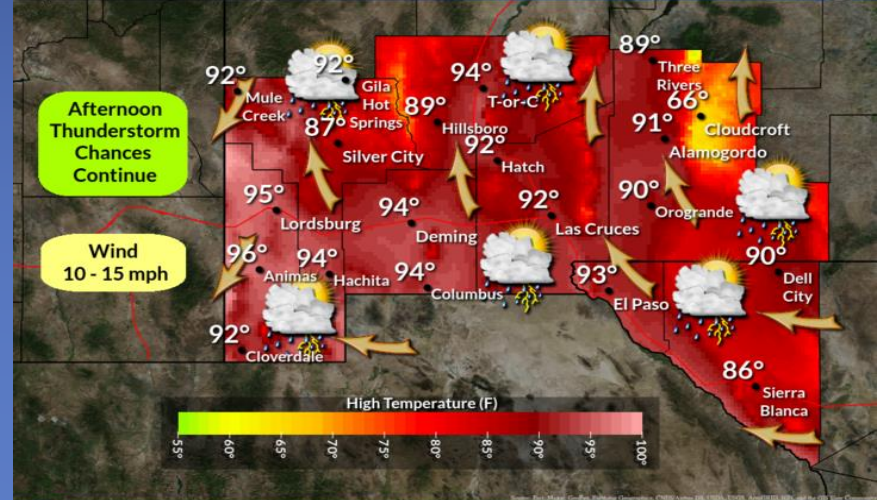 Afternoon
Thunderstorm
Chances
Continue
Wind
10 - 15 mph
92°
Mule
Creek
92°
Gila
Hot
Springs
87°
Silver City
89°
Hillsboro
94°
T-or-C
92°
Hatch
89°
Three
Rivers
66°
Cloudcroft
91°
Alamogordo
95°
Lordsburg
94°
Deming
92°
Las Cruces
90°
Orogrande
96°
Animas
94°
Hachita
94°
Columbus
93°
El Paso
90°
Dell
City
92°
Cloverdale
86°
Sierra
Blanca
High Temperature (F)
55° 60° 65° 70° 75° 80° 85° 90° 95° 100°